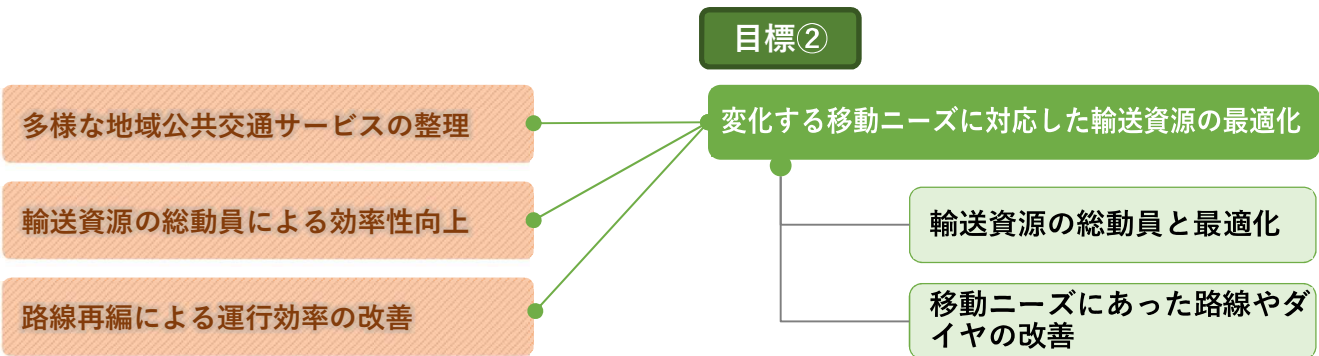 目標②
多様な地域公共交通サービスの整理
変化する移動ニーズに対応した輸送資源の最適化
輸送資源の総動員による効率性向上
輸送資源の総動員と最適化
路線再編による運行効率の改善
移動ニーズにあった路線やダ
イヤの改善